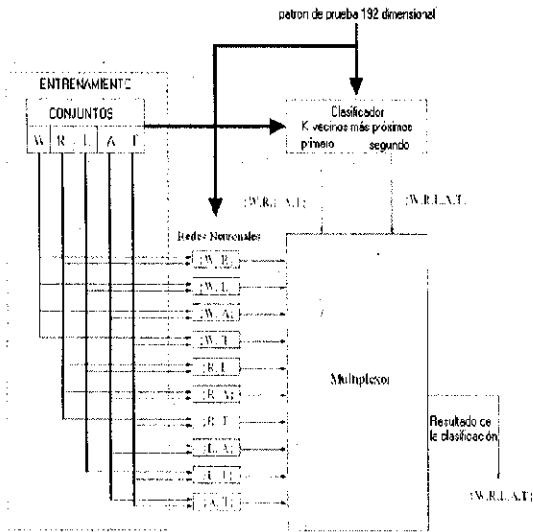 patron de prueba 192 dimensional
ENTRENAMIENTO
CONJUNTOS
W R L A T
Clasificador
K vecinos más próximos
primero segundo
{W,R,L,A,T}
{W,R,L,A,T}
Redes Neuronales
{W,R}
{W,L}
{W,A}
{W,T}
{R,L}
{R,A}
{R,T}
{L,A}
{L,T}
{A,T}
Multiplexor
Resultado de
la clasificación
{W,R,L,A,T}